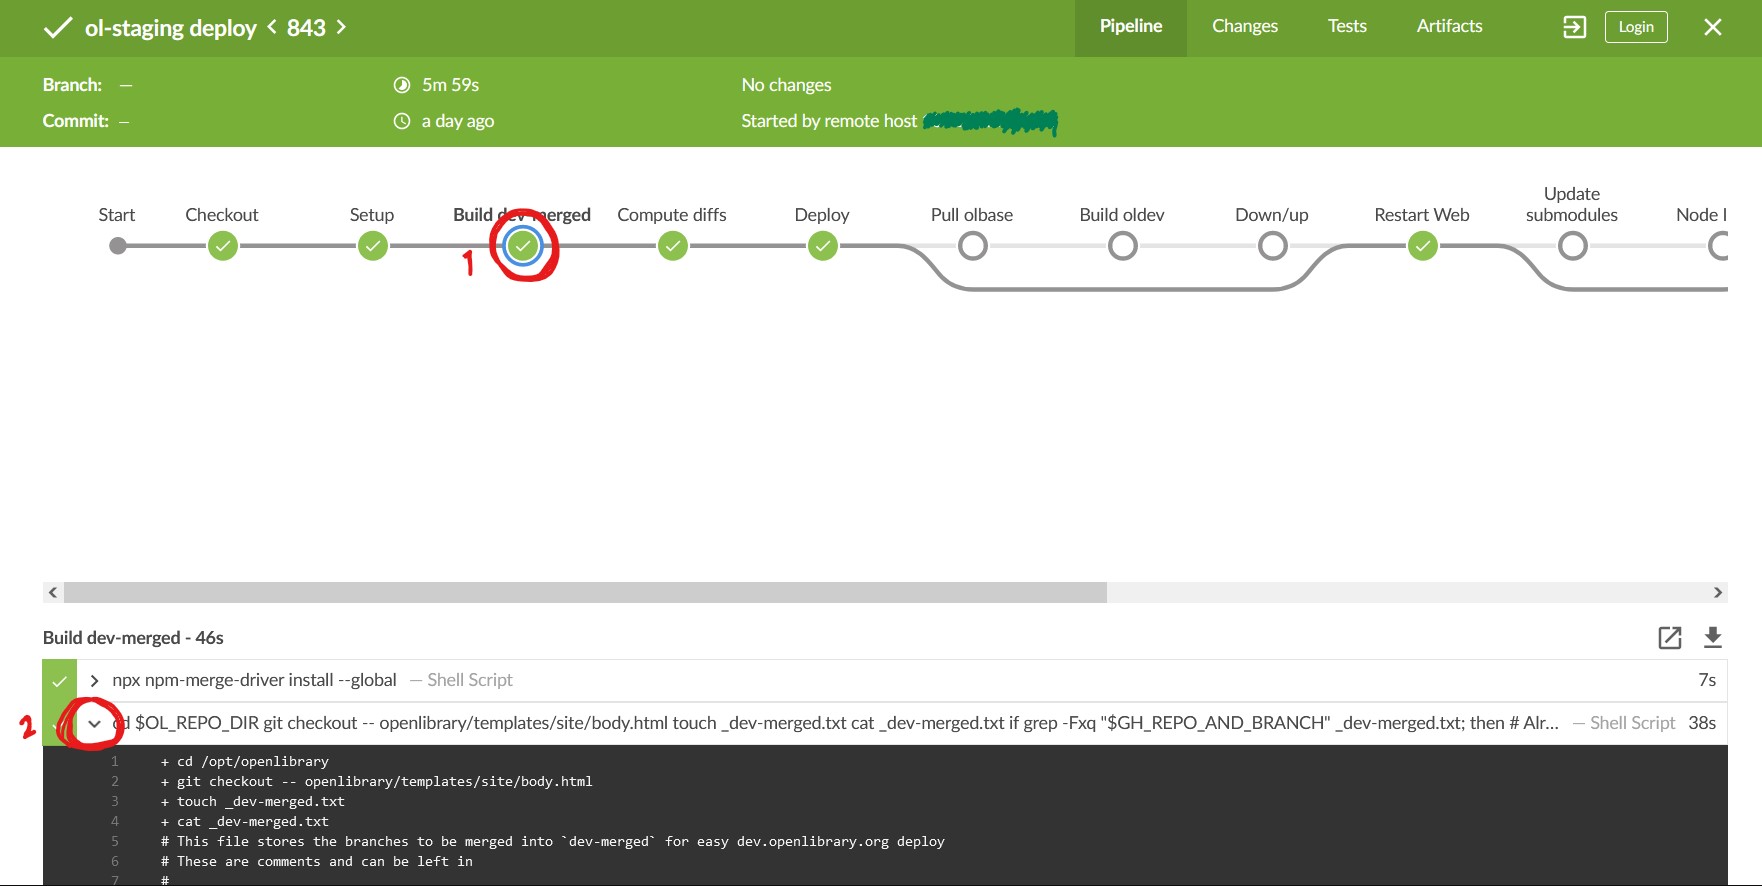 ol-staging deploy < 843 >
Pipeline
Changes
Tests
Artifacts
Login
Branch: —
5m 59s
No changes
Commit: —
a day ago
Started by remote host
Start
Checkout
Setup
Build dev-merged
Compute diffs
Deploy
Pull olbase
Build oldev
Down/up
Restart Web
Update
submodules
Node I
1
Build dev-merged - 46s
npx npm-merge-driver install --global — Shell Script 7s
2
cd $OL_REPO_DIR git checkout -- openlibrary/templates/site/body.html touch _dev-merged.txt cat _dev-merged.txt if grep -Fxq "$GH_REPO_AND_BRANCH" _dev-merged.txt; then # Alr... — Shell Script 38s
1 + cd /opt/openlibrary
2 + git checkout -- openlibrary/templates/site/body.html
3 + touch _dev-merged.txt
4 + cat _dev-merged.txt
5 # This file stores the branches to be merged into `dev-merged` for easy dev.openlibrary.org deploy
6 # These are comments and can be left in
7 #